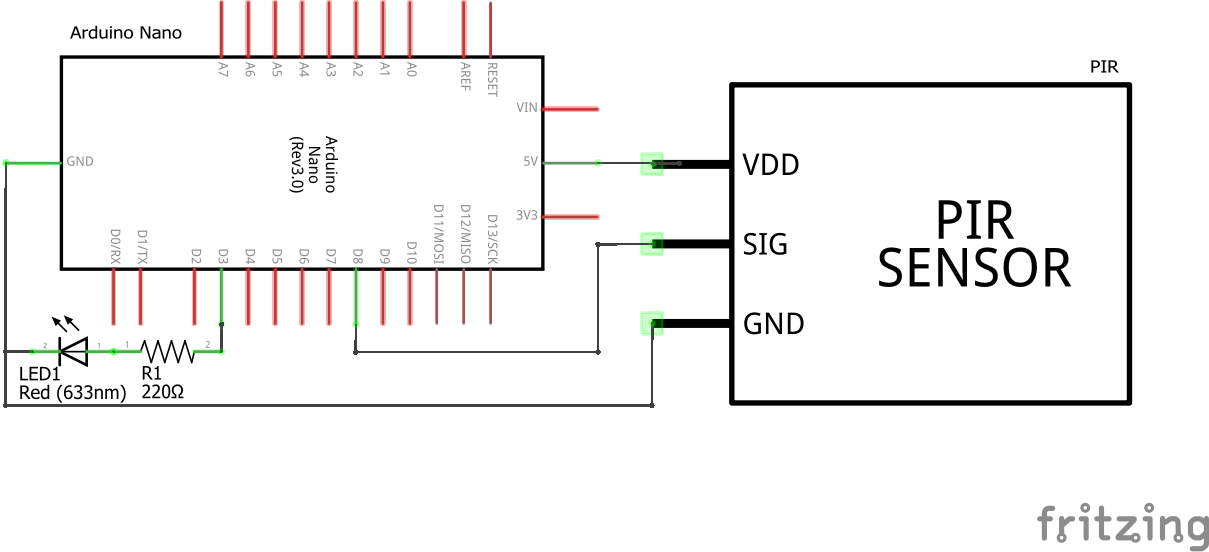 Arduino Nano
A7
A6
A5
A4
A3
A2
A1
A0
AREF
RESET
PIR
VIN
GND
Arduino
Nano
(Rev3.0)
5V
VDD
3V3
SIG
PIR
SENSOR
D0/RX
D1/TX
D2
D3
D4
D5
D6
D7
D8
D9
D10
D11/MOSI
D12/MISO
D13/SCK
GND
2
1
1
2
LED1
Red (633nm)
R1
220Ω
fritzing